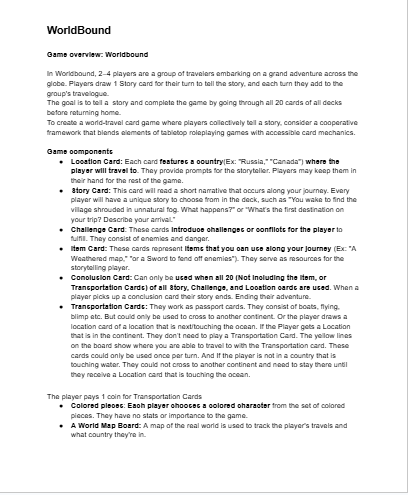 WorldBound
Game overview: Worldbound
In Worldbound, 2–4 players are a group of travelers embarking on a grand adventure across the
globe. Players draw 1 Story card for their turn to tell the story, and each turn they add to the
group's travelogue.
The goal is to tell a story and complete the game by going through all 20 cards of all decks
before returning home.
To create a world-travel card game where players collectively tell a story, consider a cooperative
framework that blends elements of tabletop roleplaying games with accessible card mechanics.
Game components
● Location Card: Each card features a country(Ex: "Russia," "Canada") where the
player will travel to. They provide prompts for the storyteller. Players may keep them in
their hand for the rest of the game.
● Story Card: This card will read a short narrative that occurs along your journey. Every
player will have a unique story to choose from in the deck, such as "You wake to find the
village shrouded in unnatural fog. What happens?" or "What's the first destination on
your trip? Describe your arrival."
● Challenge Card: These cards introduce challenges or conflicts for the player to
fulfill. They consist of enemies and danger.
● Item Card: These cards represent items that you can use along your journey (Ex: "A
Weathered map," "or a Sword to fend off enemies"). They serve as resources for the
storytelling player.
● Conclusion Card: Can only be used when all 20 (Not including the Item, or
Transportation Cards) of all Story, Challenge, and Location cards are used. When a
player picks up a conclusion card their story ends. Ending their adventure.
● Transportation Cards: They work as passport cards. They consist of boats, flying,
blimp etc. But could only be used to cross to another continent. Or the player draws a
location card of a location that is next/touching the ocean. If the Player gets a Location
that is in the continent. They don't need to play a Transportation Card. The yellow lines
on the board show where you are able to travel to with the Transportation card. These
cards could only be used once per turn. And If the player is not in a country that is
touching water. They could not cross to another continent and need to stay there until
they receive a Location card that is touching the ocean.
The player pays 1 coin for Transportation Cards
● Colored pieces: Each player chooses a colored character from the set of colored
pieces. They have no stats or importance to the game.
● A World Map Board: A map of the real world is used to track the player's travels and
what country they're in.